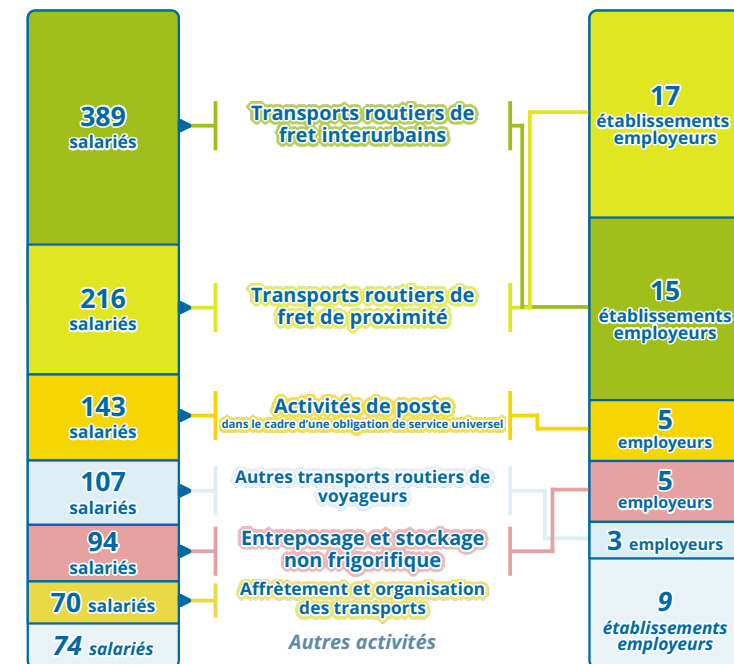 389
salariés
216
salariés
143
salariés
107
salariés
94
salariés
70 salariés
74 salariés
Transports routiers de
fret interurbains
Transports routiers de
fret de proximité
Activités de poste
dans le cadre d'une obligation de service universel
Autres transports routiers de
voyageurs
Entreposage et stockage
non frigorifique
Affrètement et organisation
des transports
Autres activités
17
établissements
employeurs
15
établissements
employeurs
5
employeurs
5
employeurs
3 employeurs
9
établissements
employeurs